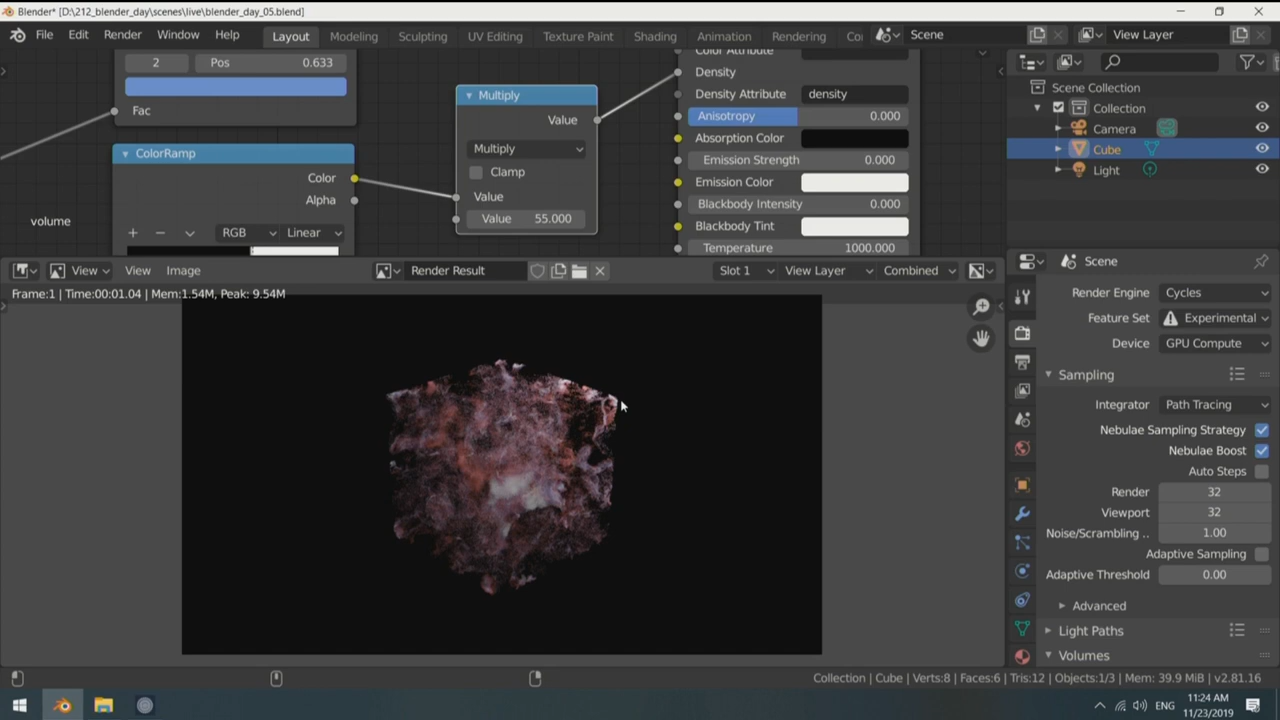 Blender* [D:\212_blender_day\scenes\live\blender_day_05.blend]
File Edit Render Window Help Layout Modeling Sculpting UV Editing Texture Paint Shading Animation Rendering Scene View Layer
2 Pos 0.633
Fac
ColorRamp
Color
Alpha
RGB Linear
volume
Multiply
Value
Multiply
Clamp
Value
Value 55.000
Color Attribute
Density
Density Attribute density
Anisotropy 0.000
Absorption Color
Emission Strength 0.000
Emission Color
Blackbody Intensity 0.000
Blackbody Tint
Temperature 1000.000
Scene Collection
Collection
Camera
Cube
Light
View View Image Render Result Slot 1 View Layer Combined
Frame:1 | Time:00:01.04 | Mem:1.54M, Peak: 9.54M
Scene
Render Engine Cycles
Feature Set Experimental
Device GPU Compute
Sampling
Integrator Path Tracing
Nebulae Sampling Strategy
Nebulae Boost
Auto Steps
Render 32
Viewport 32
Noise/Scrambling .. 1.00
Adaptive Sampling
Adaptive Threshold 0.00
Advanced
Light Paths
Volumes
Collection | Cube | Verts:8 | Faces:6 | Tris:12 | Objects:1/3 | Mem: 39.9 MiB | v2.81.16
ENG
11:24 AM
11/23/2019